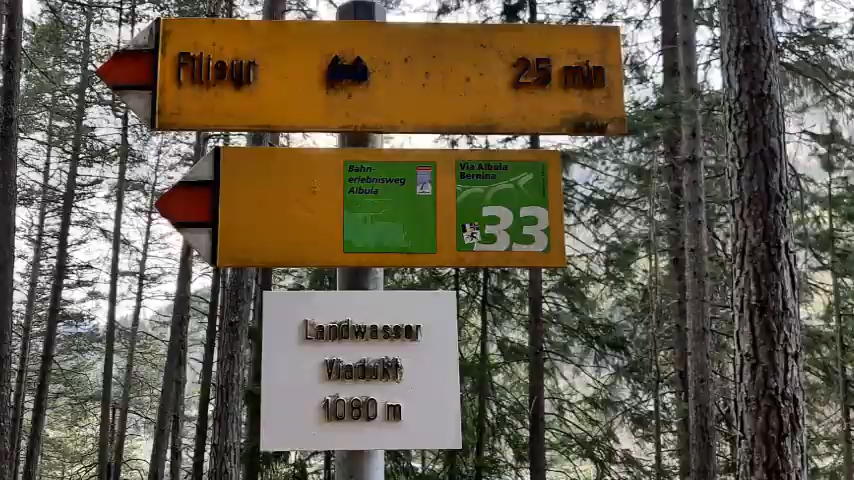 Filisur 25 min
Bahn-
erlebnisweg
Albula
Via Albula
Bernina
33
Landwasser
Viadukt
1080 m